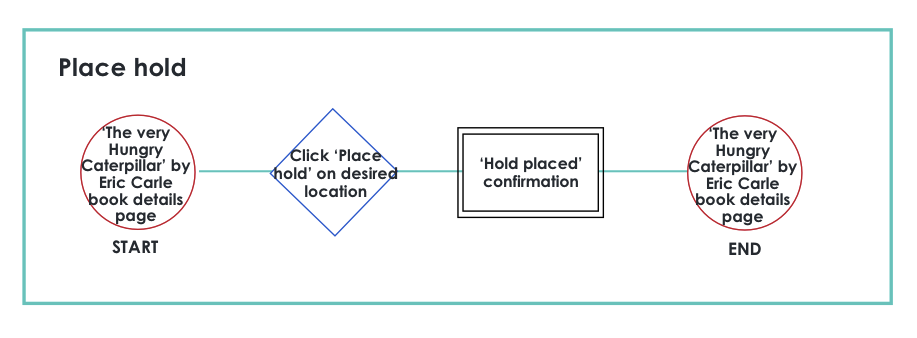 Place hold
‘The very
Hungry
Caterpillar’ by
Eric Carle
book details
page
START
Click ‘Place
hold’ on desired
location
‘Hold placed’
confirmation
‘The very
Hungry
Caterpillar’ by
Eric Carle
book details
page
END